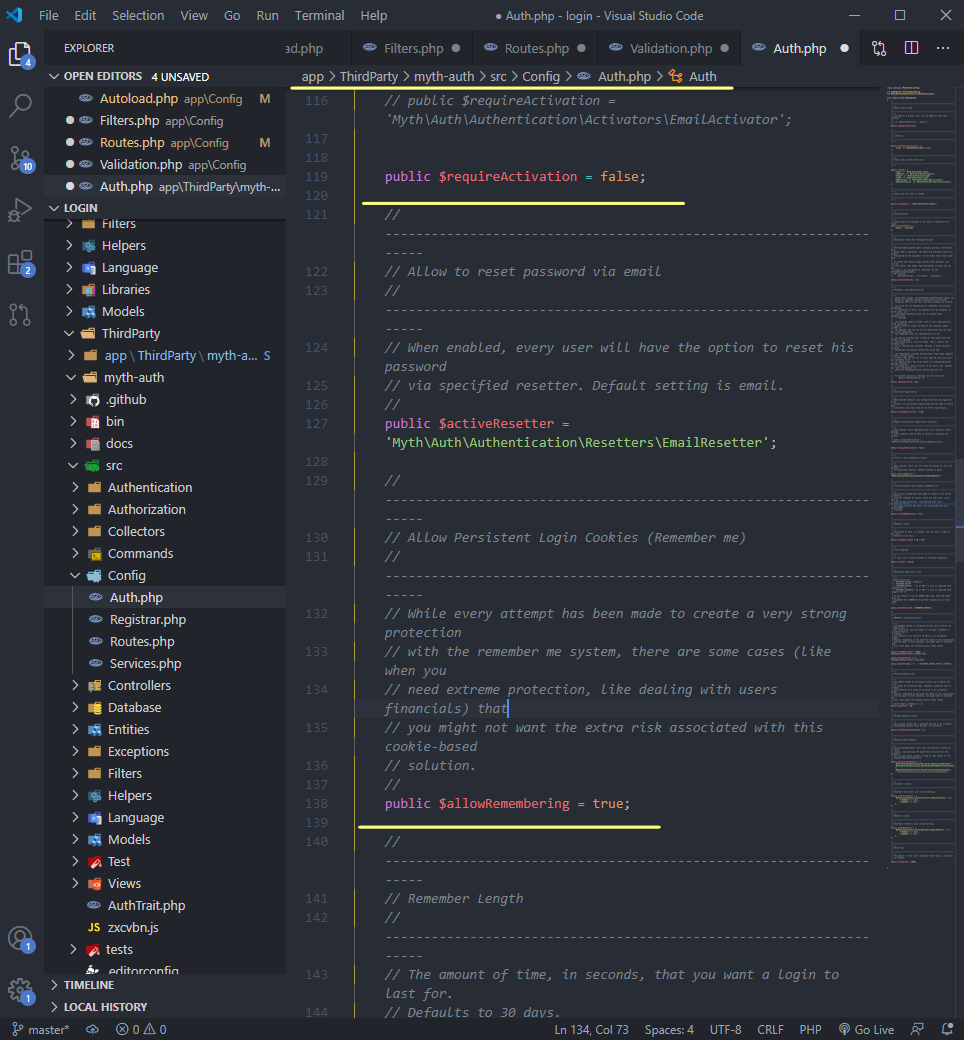 File Edit Selection View Go Run Terminal Help
● Auth.php - login - Visual Studio Code
EXPLORER
ad.php Filters.php Routes.php Validation.php Auth.php
OPEN EDITORS 4 UNSAVED
Autoload.php app\Config M
Filters.php app\Config
Routes.php app\Config M
Validation.php app\Config
Auth.php app\ThirdParty\myth-...
LOGIN
Filters
Helpers
Language
Libraries
Models
ThirdParty
app \ ThirdParty \ myth-a... S
myth-auth
.github
bin
docs
src
Authentication
Authorization
Collectors
Commands
Config
Auth.php
Registrar.php
Routes.php
Services.php
Controllers
Database
Entities
Exceptions
Filters
Helpers
Language
Models
Test
Views
AuthTrait.php
JS zxcvbn.js
tests
.editorconfig
TIMELINE
LOCAL HISTORY
4
10
2
1
1
app > ThirdParty > myth-auth > src > Config > Auth.php > Auth
116 // public $requireActivation =
'Myth\Auth\Authentication\Activators\EmailActivator';
117
118
119 public $requireActivation = false;
120
121 //
--------------------------------------------------------------
-----
122 // Allow to reset password via email
123 //
--------------------------------------------------------------
-----
124 // When enabled, every user will have the option to reset his
password
125 // via specified resetter. Default setting is email.
126 //
127 public $activeResetter =
'Myth\Auth\Authentication\Resetters\EmailResetter';
128
129 //
--------------------------------------------------------------
-----
130 // Allow Persistent Login Cookies (Remember me)
131 //
--------------------------------------------------------------
-----
132 // While every attempt has been made to create a very strong
protection
133 // with the remember me system, there are some cases (like
when you
134 // need extreme protection, like dealing with users
financials) that
135 // you might not want the extra risk associated with this
cookie-based
136 // solution.
137 //
138 public $allowRemembering = true;
139
140 //
--------------------------------------------------------------
-----
141 // Remember Length
142 //
--------------------------------------------------------------
-----
143 // The amount of time, in seconds, that you want a login to
last for.
144 // Defaults to 30 days.
master* 0 0 Ln 134, Col 73 Spaces: 4 UTF-8 CRLF PHP Go Live